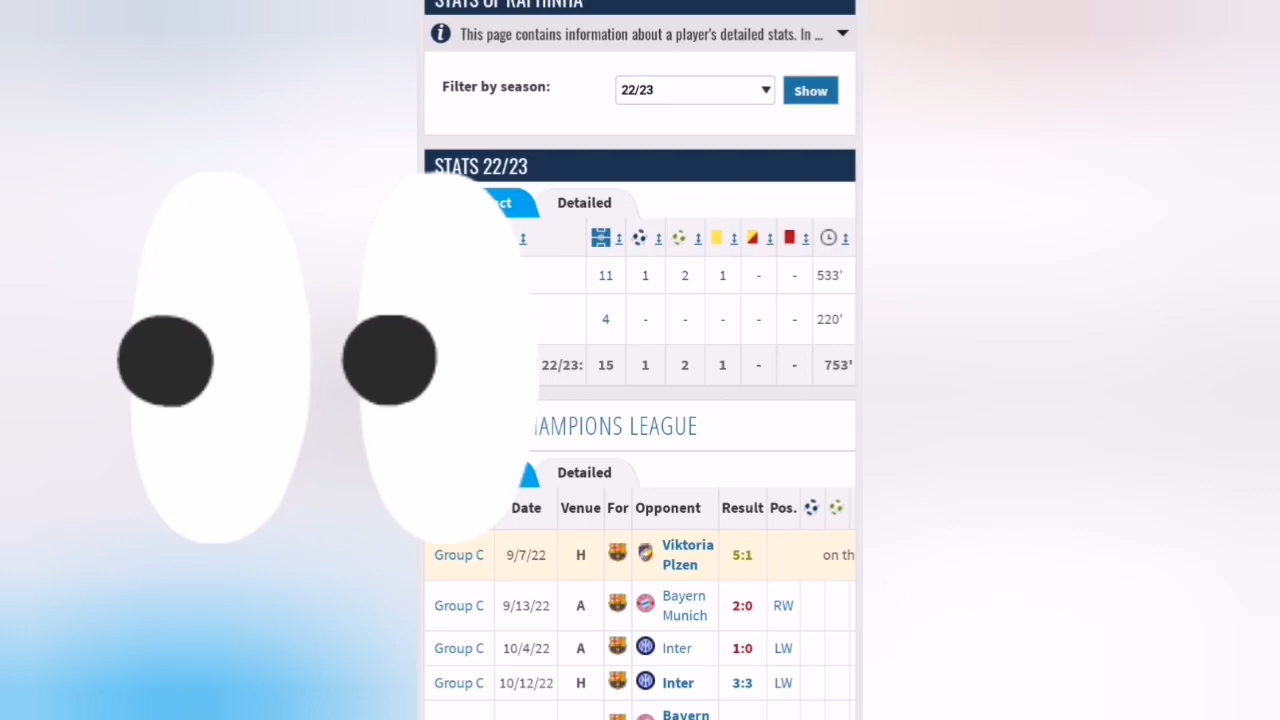 STATS OF RAPHINHA
This page contains information about a player's detailed stats. In ...
Filter by season:
22/23
Show
STATS 22/23
ct
Detailed
11 1 2 1 - - 533'
4 - - - - - 220'
22/23: 15 1 2 1 - - 753'
AMPIONS LEAGUE
Detailed
Date Venue For Opponent Result Pos.
Group C 9/7/22 H Viktoria Plzen 5:1 on th
Group C 9/13/22 A Bayern Munich 2:0 RW
Group C 10/4/22 A Inter 1:0 LW
Group C 10/12/22 H Inter 3:3 LW
Bayern